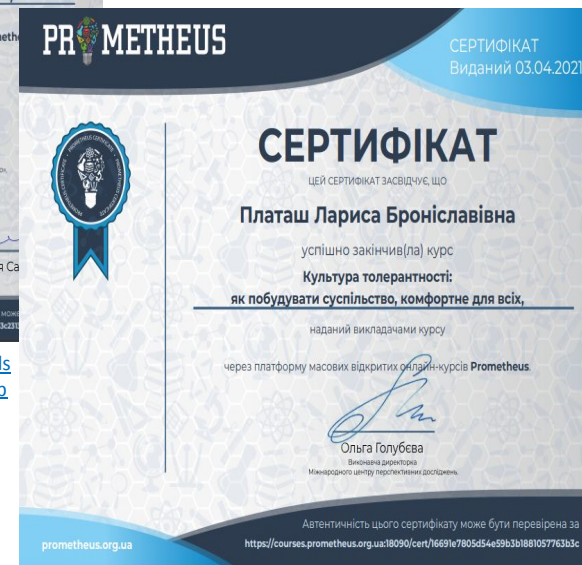 PROMETHEUS
СЕРТИФІКАТ
Виданий 03.04.2021
СЕРТИФІКАТ
ЦЕЙ СЕРТИФІКАТ ЗАСВІДЧУЄ, ЩО
Платаш Лариса Броніславівна
успішно закінчив(ла) курс
Культура толерантності:
як побудувати суспільство, комфортне для всіх,
наданий викладачами курсу
через платформу масових відкритих онлайн-курсів Prometheus.
Ольга Голубєва
Виконавча директорка
Міжнародного центру перспективних досліджень
Автентичність цього сертифікату може бути перевірена за
prometheus.org.ua
https://courses.prometheus.org.ua:18090/cert/16691e7805d54e59b3b1881057763b3c